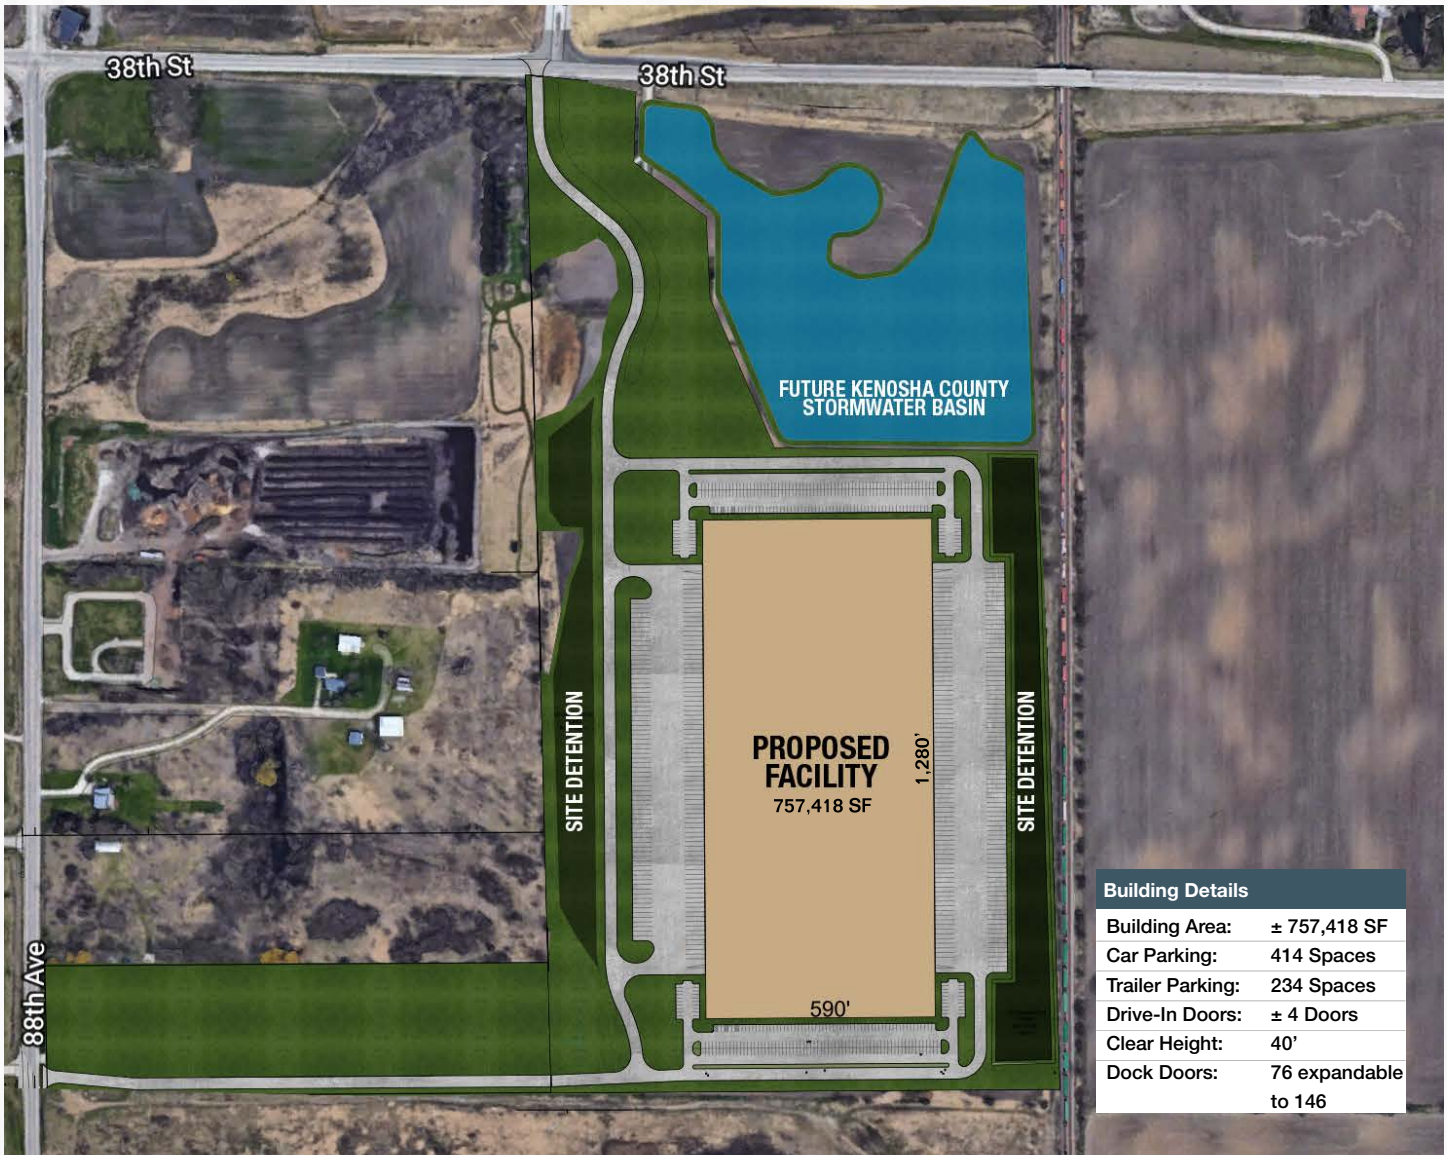 38th St
38th St
FUTURE KENOSHA COUNTY
STORMWATER BASIN
SITE DETENTION
PROPOSED
FACILITY
757,418 SF
1,280'
SITE DETENTION
590'
88th Ave
Building Details
Building Area: ± 757,418 SF
Car Parking: 414 Spaces
Trailer Parking: 234 Spaces
Drive-In Doors: ± 4 Doors
Clear Height: 40’
Dock Doors: 76 expandable
to 146